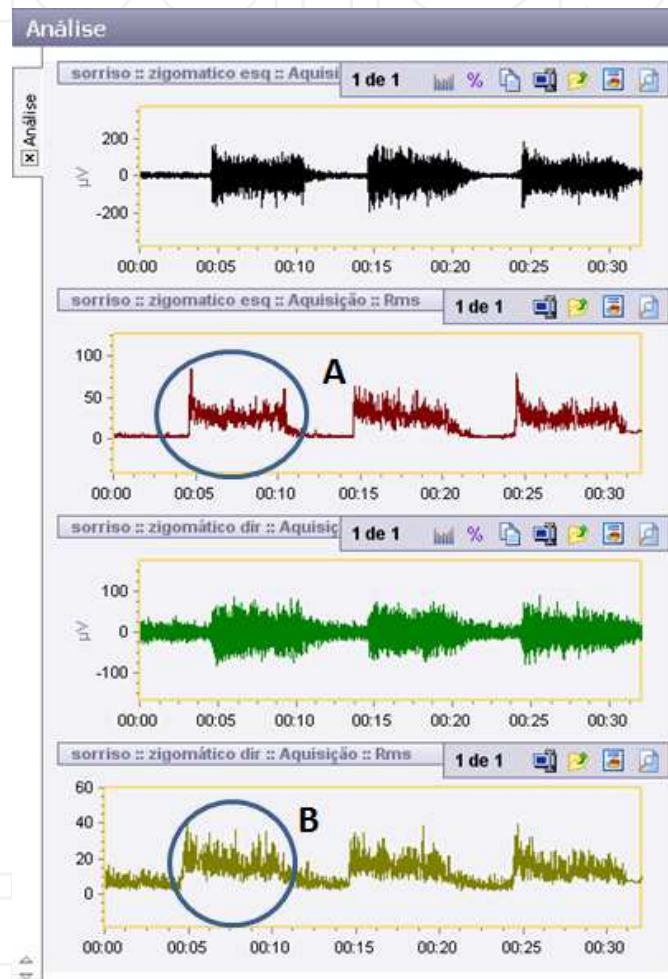 Análise
x Análise
sorriso :: zigomatico esq :: Aquisi
1 de 1
%
200
0
-200
µV
00:00 00:05 00:10 00:15 00:20 00:25 00:30
sorriso :: zigomatico esq :: Aquisição :: Rms
1 de 1
100
50
0
A
00:00 00:05 00:10 00:15 00:20 00:25 00:30
sorriso :: zigomático dir :: Aquisiç
1 de 1
%
100
0
-100
µV
00:00 00:05 00:10 00:15 00:20 00:25 00:30
sorriso :: zigomático dir :: Aquisição :: Rms
1 de 1
60
40
20
0
B
00:00 00:05 00:10 00:15 00:20 00:25 00:30